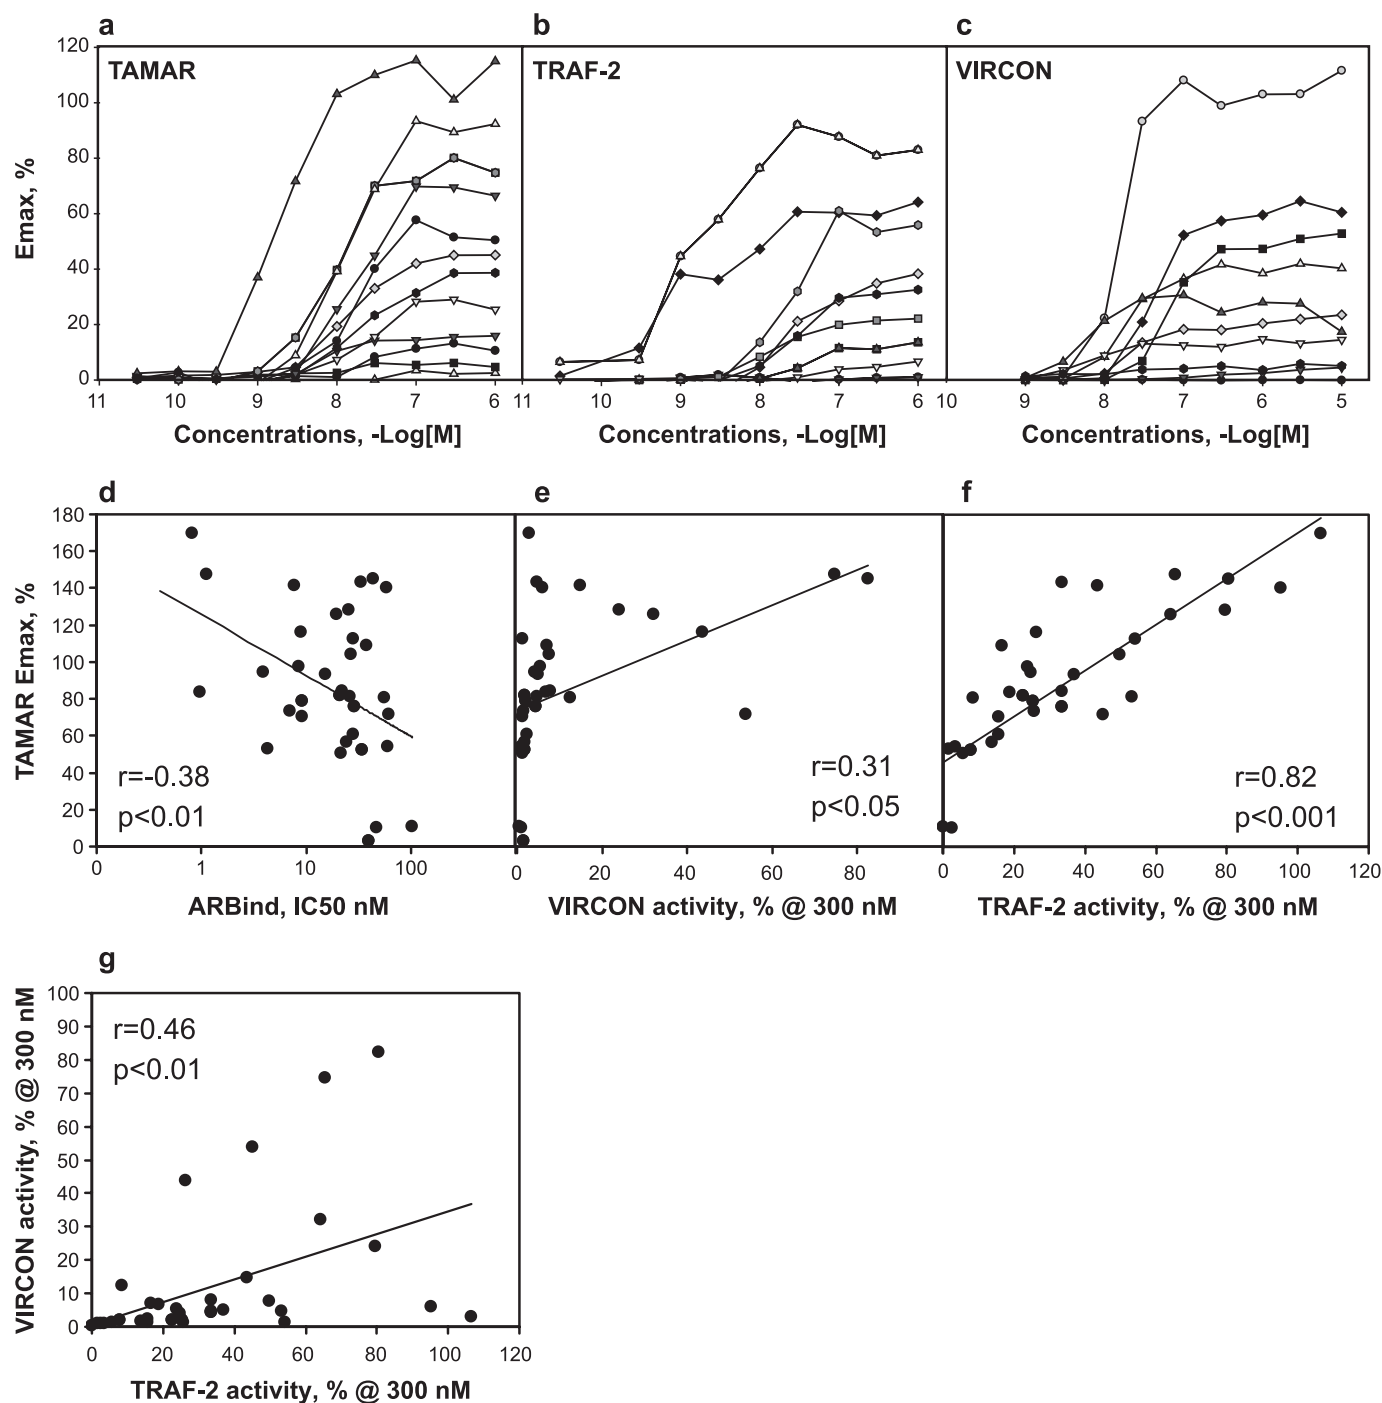 a b c
120 TAMAR TRAF-2 VIRCON
100
80
60
40
20
0
Emax, %
11 10 9 8 7 6 10 9 8 7 6 10 9 8 7 6 5
Concentrations, -Log[M] Concentrations, -Log[M] Concentrations, -Log[M]
d e f
180
160
140
120
100
80
60
40
20
0
TAMAR Emax, %
r=-0.38
p<0.01
r=0.31
p<0.05
r=0.82
p<0.001
0 1 10 100 0 20 40 60 80 0 20 40 60 80 100 120
ARBind, IC50 nM VIRCON activity, % @ 300 nM TRAF-2 activity, % @ 300 nM
g
100
90
80
70
60
50
40
30
20
10
0
VIRCON activity, % @ 300 nM
r=0.46
p<0.01
0 20 40 60 80 100 120
TRAF-2 activity, % @ 300 nM